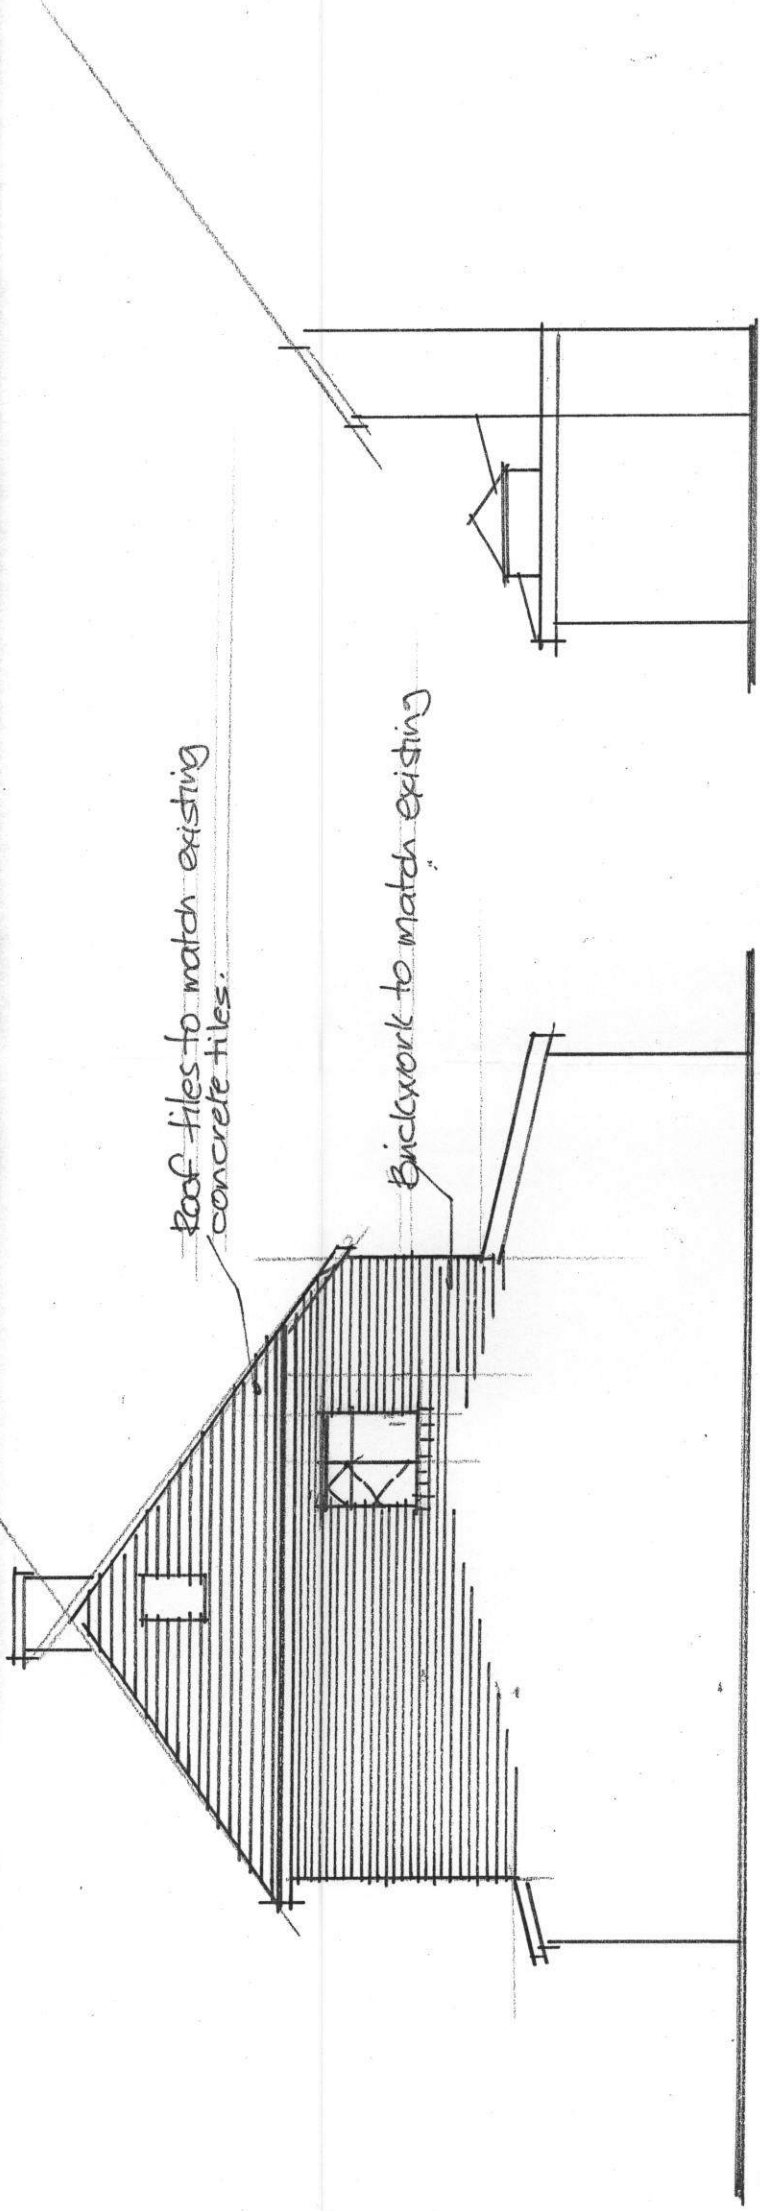 Roof tiles to match existing
concrete tiles.
Brickwork to match existing